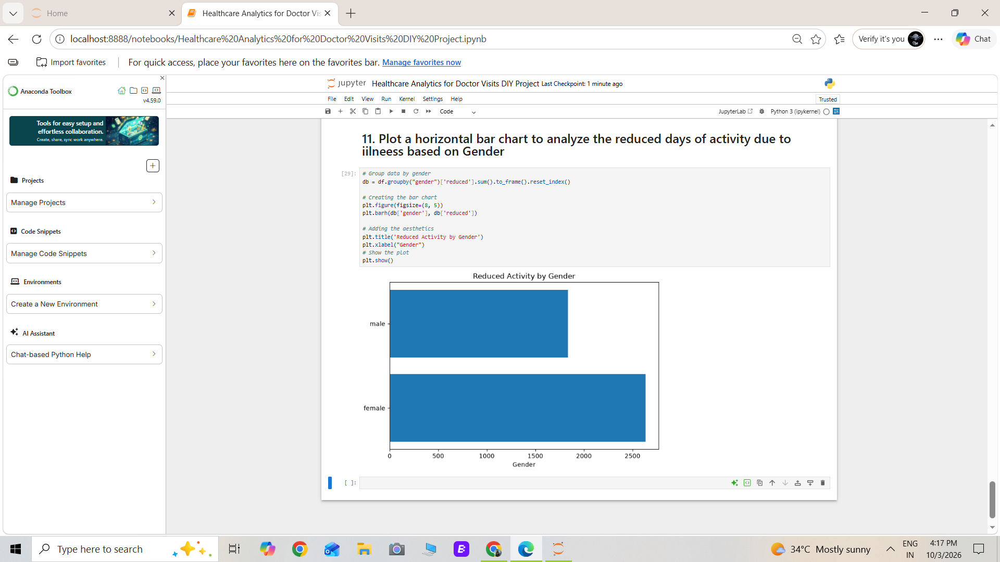 Home
Healthcare Analytics for Doctor Vis
localhost:8888/notebooks/Healthcare%20Analytics%20for%20Doctor%20Visits%20DIY%20Project.ipynb
Verify it's you
Chat
Import favorites
For quick access, place your favorites here on the favorites bar. Manage favorites now
Anaconda Toolbox
v4.59.0
Tools for easy setup and
effortless collaboration.
Create, share, sync work anywhere.
Projects
Manage Projects
Code Snippets
Manage Code Snippets
Environments
Create a New Environment
AI Assistant
Chat-based Python Help
jupyter Healthcare Analytics for Doctor Visits DIY Project Last Checkpoint: 1 minute ago
File Edit View Run Kernel Settings Help
Trusted
Code
JupyterLab
Python 3 (ipykernel)
11. Plot a horizontal bar chart to analyze the reduced days of activity due to
iilneess based on Gender
[29]:
# Group data by gender
db = df.groupby("gender")['reduced'].sum().to_frame().reset_index()
# Creating the bar chart
plt.figure(figsize=(8, 5))
plt.barh(db['gender'], db['reduced'])
# Adding the aesthetics
plt.title('Reduced Activity by Gender')
plt.xlabel("Gender")
# Show the plot
plt.show()
Reduced Activity by Gender
male
female
0 500 1000 1500 2000 2500
Gender
[ ]:
Type here to search
34°C Mostly sunny
ENG
IN
4:17 PM
10/3/2026